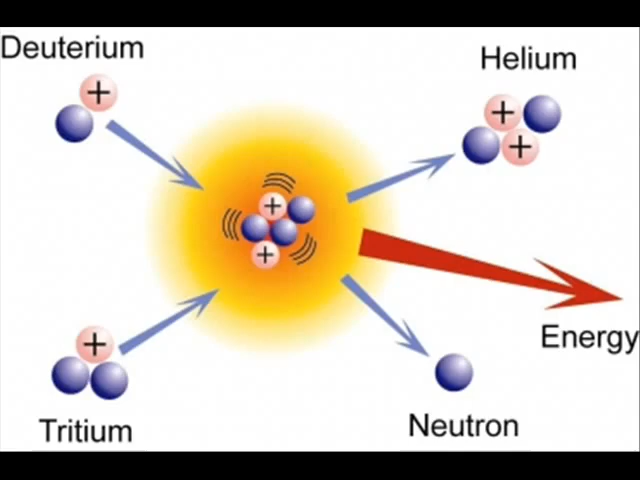 Deuterium
Helium
+
+
+
+
+
+
Energy
Tritium
Neutron